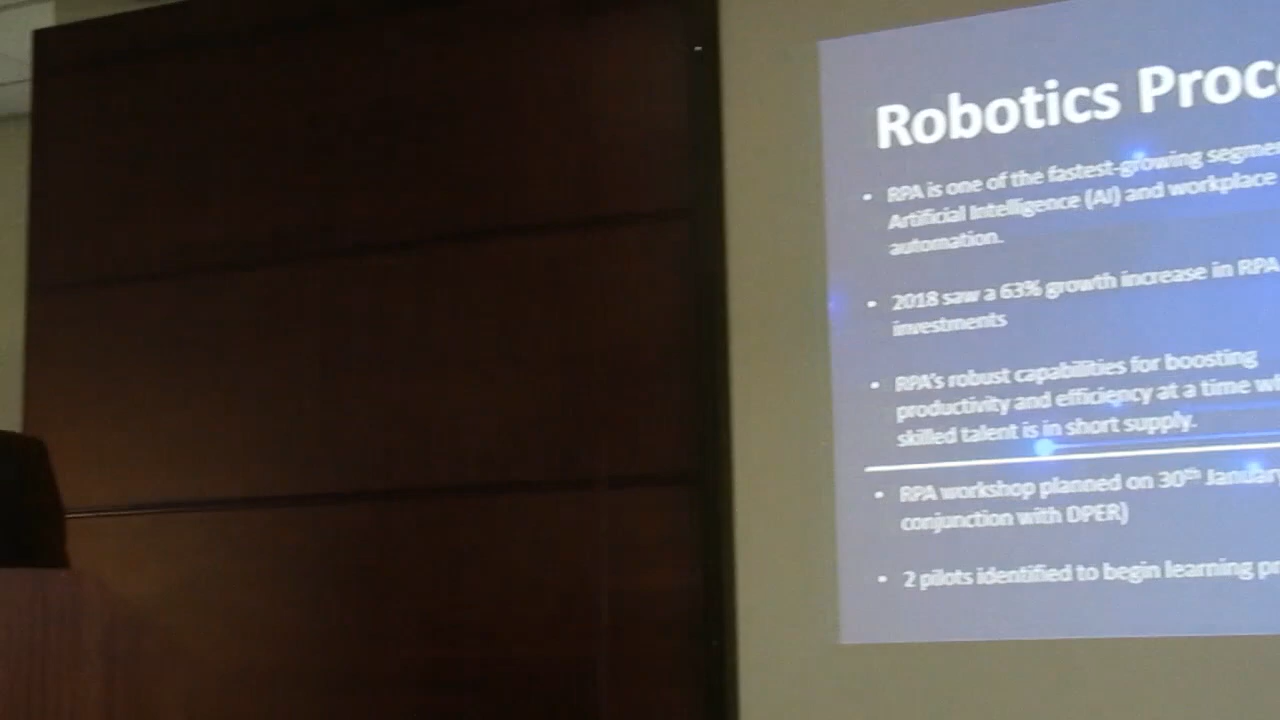 Robotics Proc
• RPA is one of the fastest-growing segme
Artificial Intelligence (AI) and workplace
automation.
• 2018 saw a 63% growth increase in RPA
investments
• RPA's robust capabilities for boosting
productivity and efficiency at a time w
skilled talent is in short supply.
• RPA workshop planned on 30th January
conjunction with DPER)
• 2 pilots identified to begin learning pr